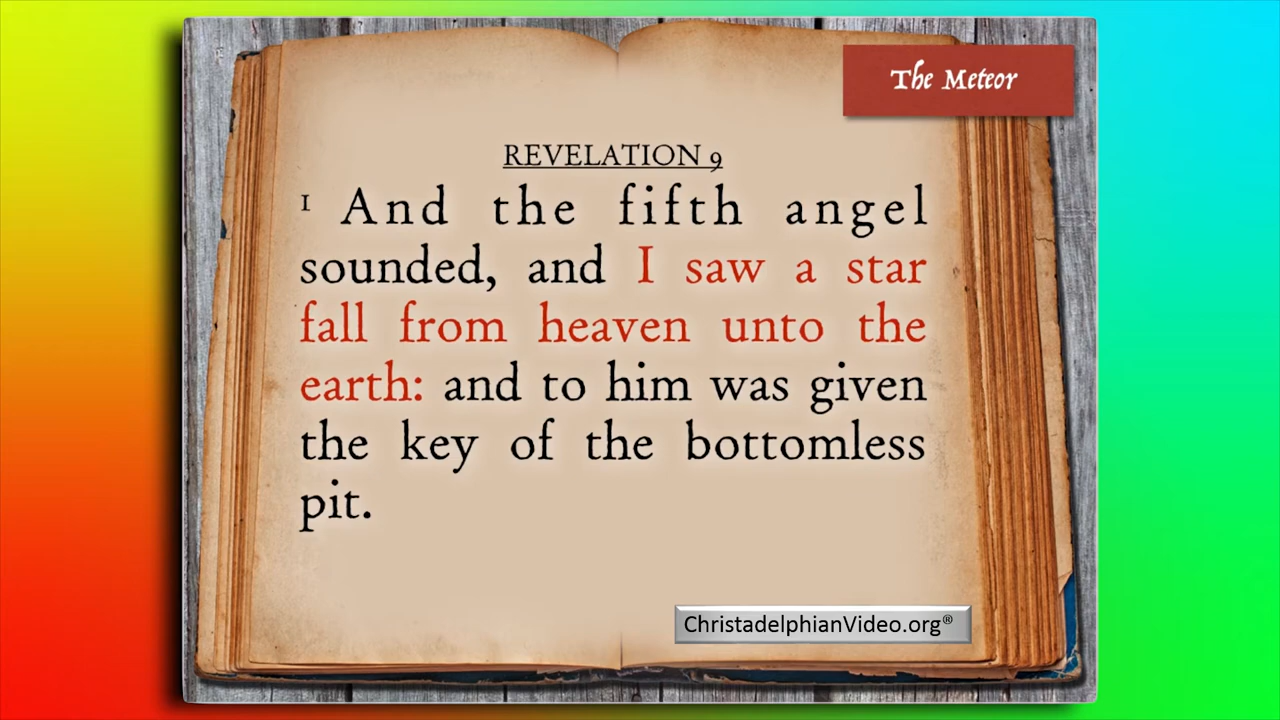 The Meteor
REVELATION 9
1 And the fifth angel
sounded, and I saw a star
fall from heaven unto the
earth: and to him was given
the key of the bottomless
pit.
ChristadelphianVideo.org®